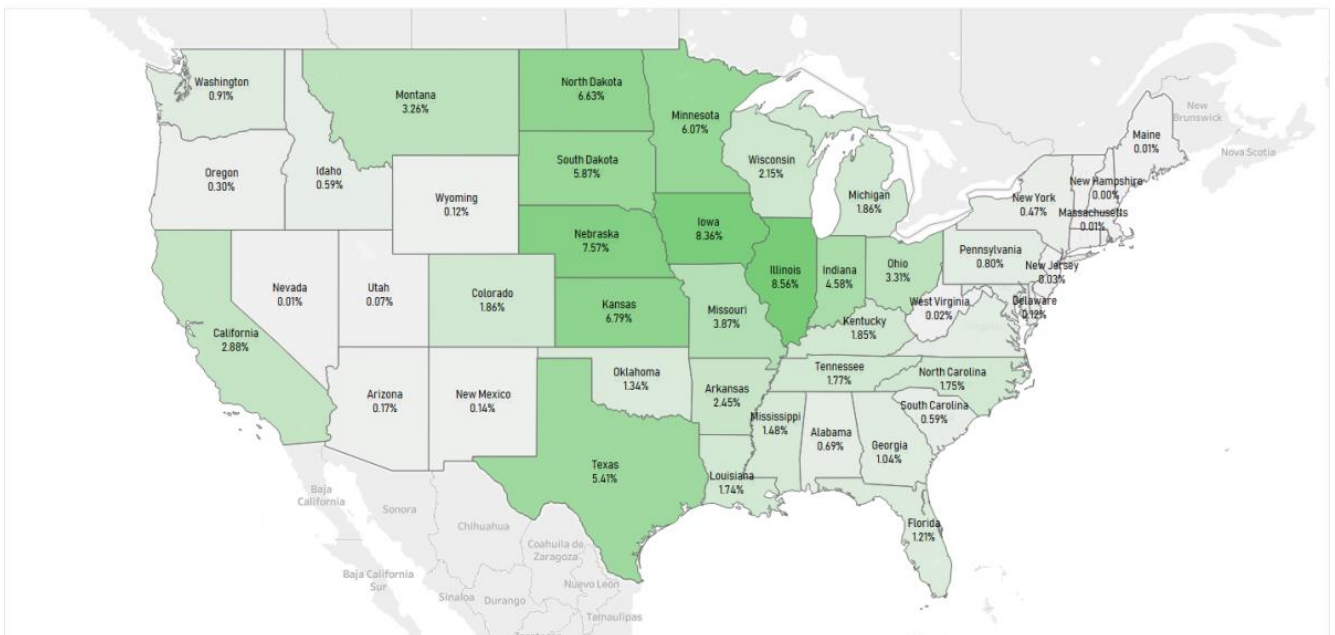 Washington
0.91%
Montana
3.26%
North Dakota
6.63%
Minnesota
6.07%
Maine
0.01%
New
Brunswick
Nova Scotia
Oregon
0.30%
Idaho
0.59%
Wyoming
0.12%
South Dakota
5.87%
Wisconsin
2.15%
Michigan
1.86%
New York
0.47%
New Hampshire
0.00%
Massachusetts
0.01%
Nevada
0.01%
Utah
0.07%
Colorado
1.86%
Nebraska
7.57%
Iowa
8.36%
Illinois
8.56%
Indiana
4.58%
Ohio
3.31%
Pennsylvania
0.80%
New Jersey
0.03%
California
2.88%
Kansas
6.79%
Missouri
3.87%
Kentucky
1.85%
West Virginia
0.02%
Delaware
0.12%
Virginia
Arizona
0.17%
New Mexico
0.14%
Oklahoma
1.34%
Arkansas
2.45%
Tennessee
1.77%
North Carolina
1.75%
South Carolina
0.59%
Texas
5.41%
Louisiana
1.74%
Mississippi
1.48%
Alabama
0.69%
Georgia
1.04%
Florida
1.21%
Baja
California
Sonora
Chihuahua
Coahuila de
Zaragoza
Nuevo León
Tamaulipas
Baja California
Sur
Sinaloa
Durango